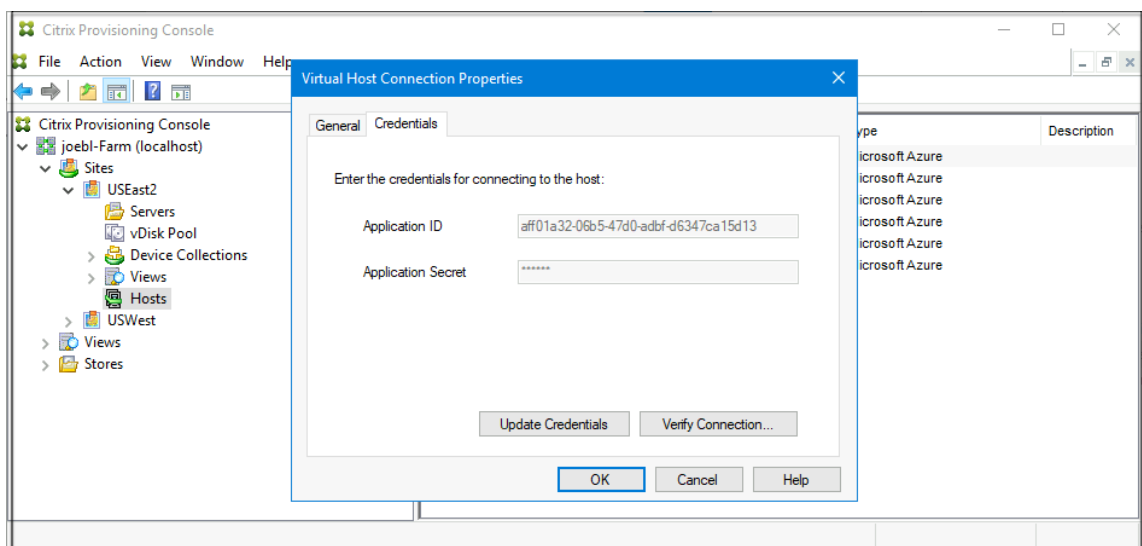 Citrix Provisioning Console
File Action View Window Help
Citrix Provisioning Console
joebl-Farm (localhost)
Sites
USEast2
Servers
vDisk Pool
Device Collections
Views
Hosts
USWest
Views
Stores
Virtual Host Connection Properties
General Credentials
Enter the credentials for connecting to the host:
Application ID aff01a32-06b5-47d0-adbf-d6347ca15d13
Application Secret ******
Update Credentials Verify Connection...
OK Cancel Help
ype Description
icrosoft Azure
icrosoft Azure
icrosoft Azure
icrosoft Azure
icrosoft Azure
icrosoft Azure